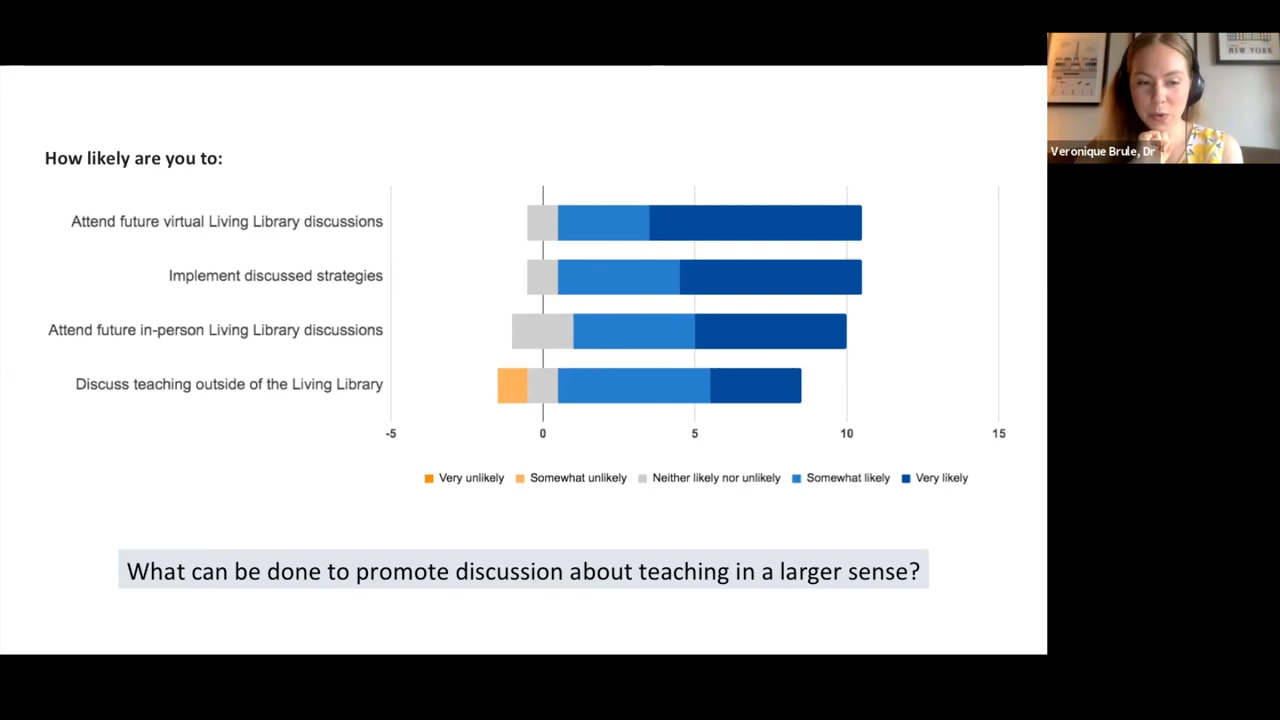 NEW YORK
Veronique Brule, Dr
How likely are you to:
Attend future virtual Living Library discussions
Implement discussed strategies
Attend future in-person Living Library discussions
Discuss teaching outside of the Living Library
-5 0 5 10 15
Very unlikely Somewhat unlikely Neither likely nor unlikely Somewhat likely Very likely
What can be done to promote discussion about teaching in a larger sense?